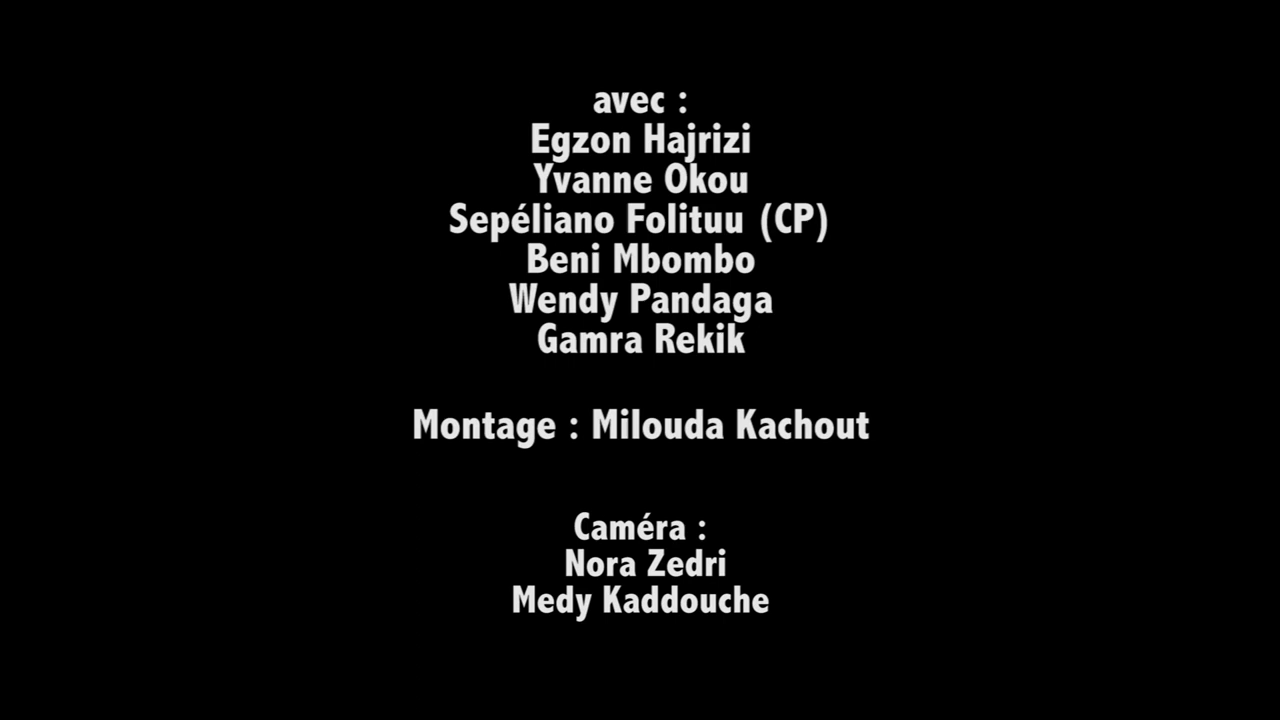 avec :
Egzon Hajrizi
Yvanne Okou
Sepéliano Folituu (CP)
Beni Mbombo
Wendy Pandaga
Gamra Rekik
Montage : Milouda Kachout
Caméra :
Nora Zedri
Medy Kaddouche